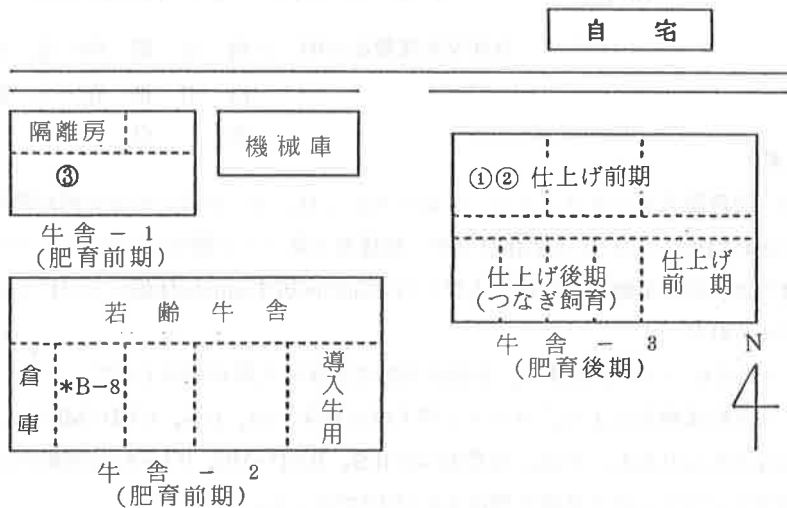 自宅
隔離房
③
機械庫
牛舎－1
(肥育前期)
①② 仕上げ前期
仕上げ後期
(つなぎ飼育)
仕上げ
前期
牛舎－3
(肥育後期)
N
若齢牛舎
倉庫
*B-8
導入牛用
牛舎－2
(肥育前期)